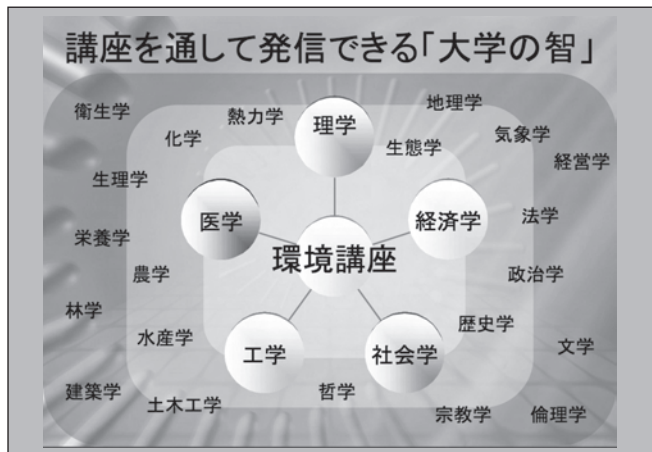 講座を通して発信できる「大学の智」
衛生学
化学
熱力学
理学
地理学
生態学
気象学
経営学
生理学
医学
経済学
法学
栄養学
環境講座
農学
政治学
林学
水産学
工学
社会学
歴史学
文学
建築学
土木工学
哲学
宗教学
倫理学